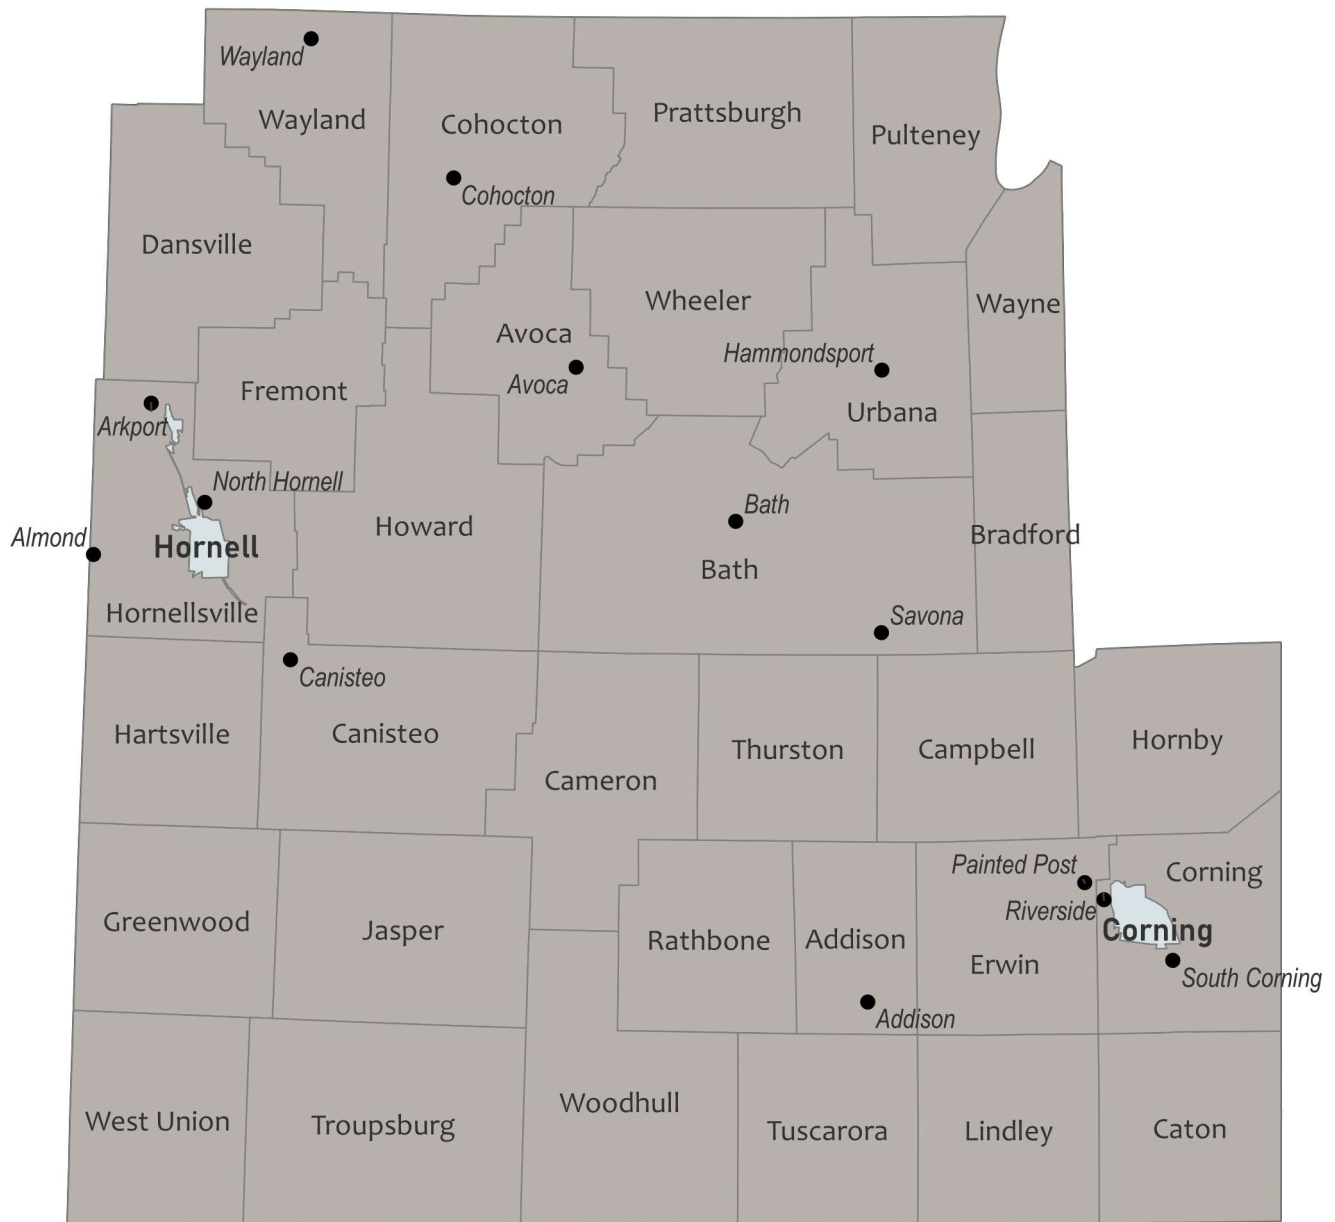 Wayland
Wayland
Cohocton
Prattsburgh
Pulteney
Cohocton
Dansville
Wheeler
Wayne
Avoca
Hammondsport
Avoca
Fremont
Urbana
Arkport
North Hornell
Bath
Howard
Almond
Hornell
Bradford
Bath
Hornellsville
Savona
Canisteo
Hartsville
Canisteo
Hornby
Thurston
Campbell
Cameron
Painted Post
Corning
Riverside
Greenwood
Jasper
Corning
Rathbone
Addison
Erwin
South Corning
Addison
Woodhull
West Union
Troupsburg
Tuscarora
Lindley
Caton